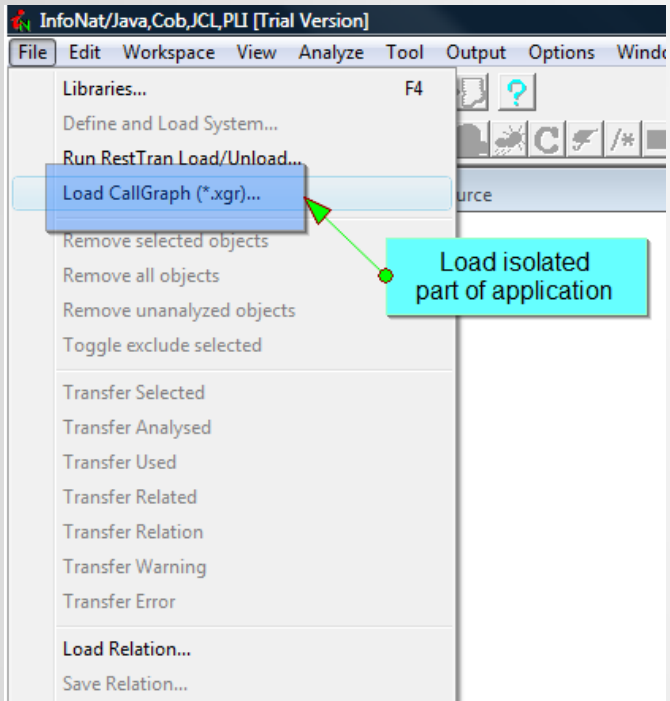 InfoNat/Java,Cob,JCL,PLI [Trial Version]
File Edit Workspace View Analyze Tool Output Options
Libraries... F4
Define and Load System...
Run RestTran Load/Unload...
Load CallGraph (*.xgr)...
Remove selected objects
Remove all objects
Remove unanalyzed objects
Toggle exclude selected
Transfer Selected
Transfer Analysed
Transfer Used
Transfer Related
Transfer Relation
Transfer Warning
Transfer Error
Load Relation...
Save Relation...
?
C /*
urce
Load isolated
part of application